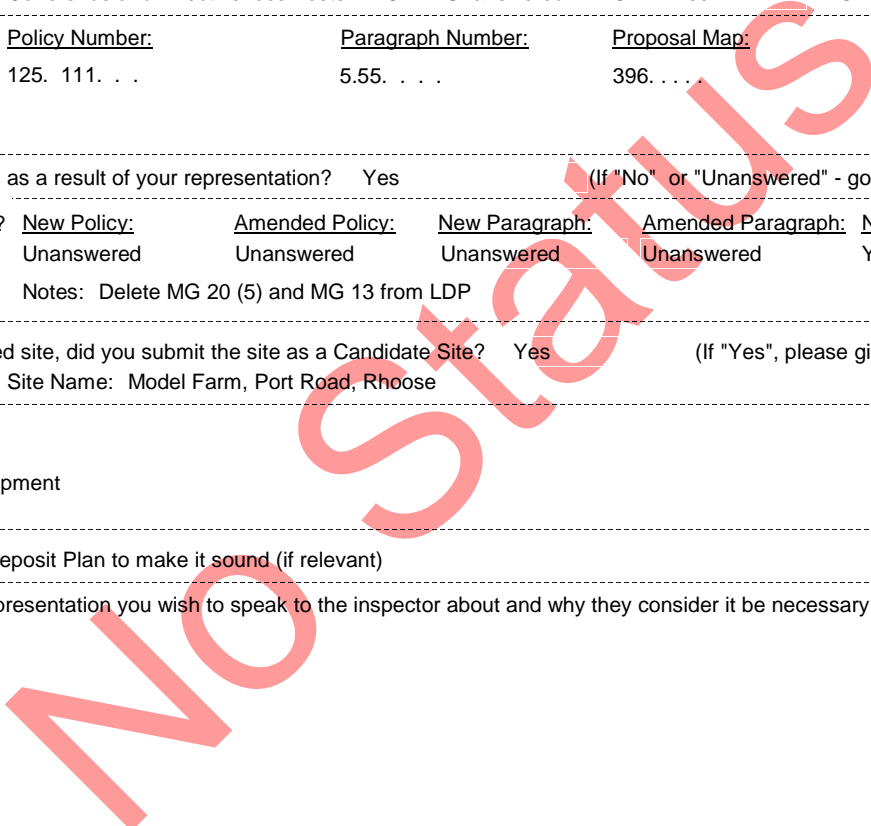 Policy Number: Paragraph Number: Proposal Map:
125. 111. . . 5.55. . . . 396. . . . .
as a result of your representation? Yes (If "No" or "Unanswered" - go
? New Policy: Amended Policy: New Paragraph: Amended Paragraph:
Unanswered Unanswered Unanswered Unanswered
Notes: Delete MG 20 (5) and MG 13 from LDP
ed site, did you submit the site as a Candidate Site? Yes (If "Yes", please gi
Site Name: Model Farm, Port Road, Rhoose
pment
eposit Plan to make it sound (if relevant)
presentation you wish to speak to the inspector about and why they consider it be necessary
No Status